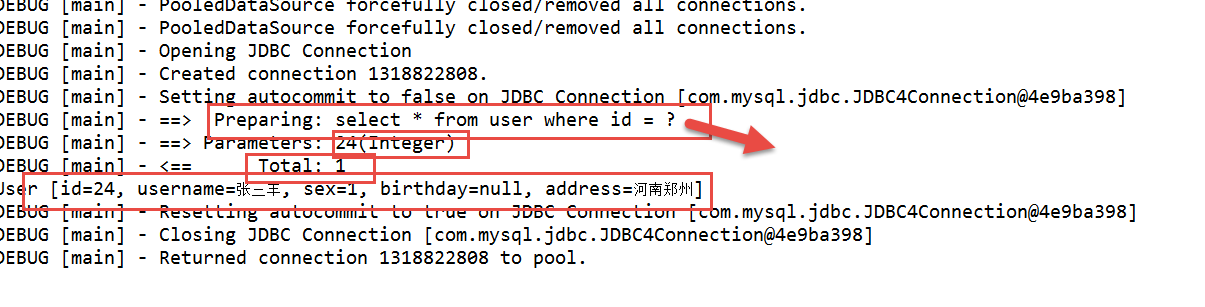 DEBUG [main] - PooledDataSource forcefully closed/removed all connections.
DEBUG [main] - PooledDataSource forcefully closed/removed all connections.
DEBUG [main] - Opening JDBC Connection
DEBUG [main] - Created connection 1318822808.
DEBUG [main] - Setting autocommit to false on JDBC Connection [com.mysql.jdbc.JDBC4Connection@4e9ba398]
DEBUG [main] - ==>  Preparing: select * from user where id = ?
DEBUG [main] - ==> Parameters: 24(Integer)
DEBUG [main] - <==      Total: 1
User [id=24, username=张三丰, sex=1, birthday=null, address=河南郑州]
DEBUG [main] - Resetting autocommit to true on JDBC Connection [com.mysql.jdbc.JDBC4Connection@4e9ba398]
DEBUG [main] - Closing JDBC Connection [com.mysql.jdbc.JDBC4Connection@4e9ba398]
DEBUG [main] - Returned connection 1318822808 to pool.